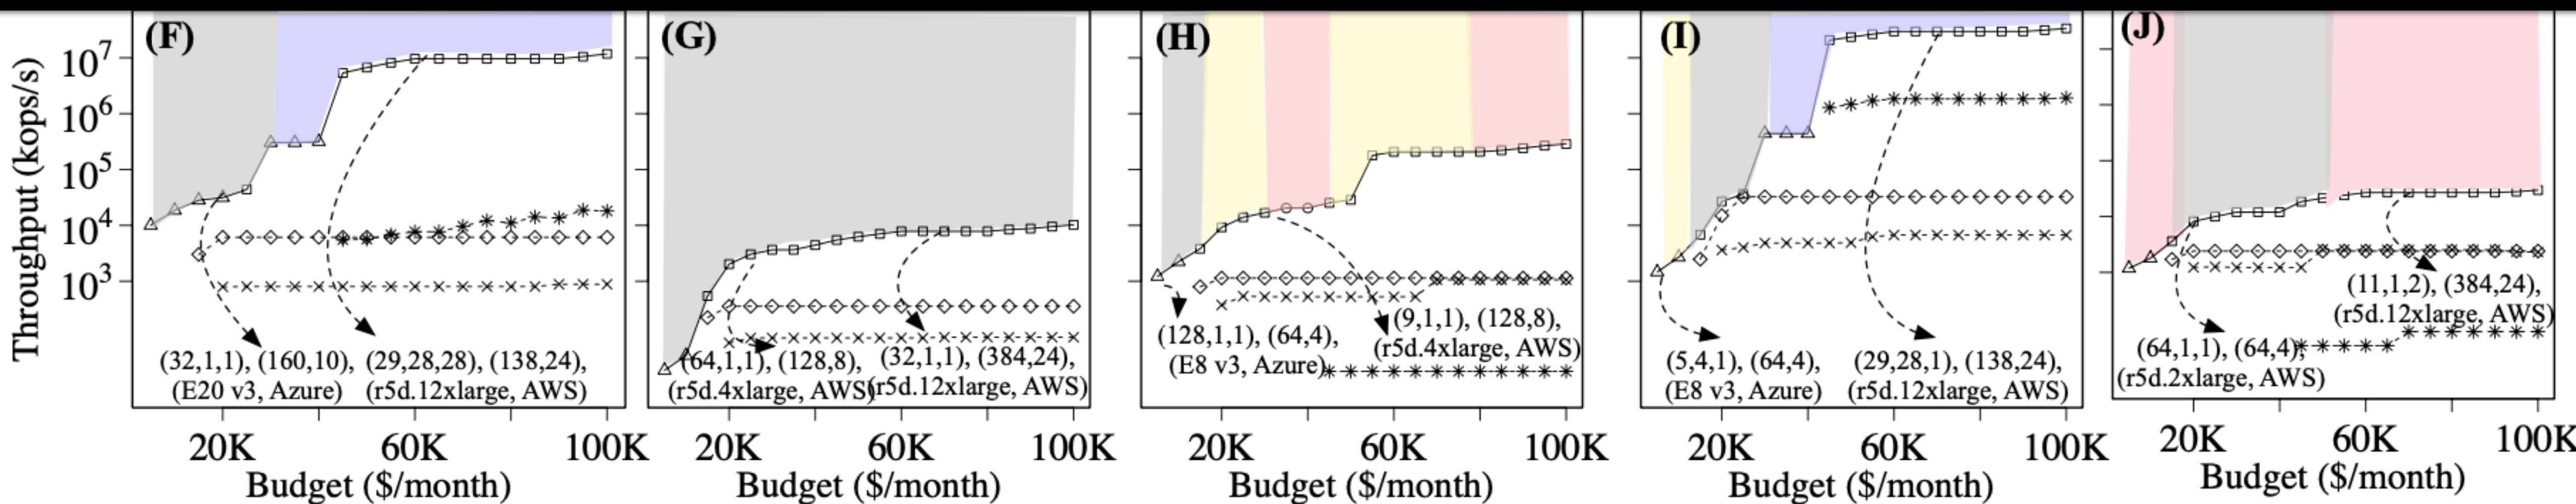 (F)
(G)
(H)
(I)
(J)
Throughput (kops/s)
10^7
10^6
10^5
10^4
10^3
(32,1,1), (160,10),
(E20 v3, Azure)
(29,28,28), (138,24),
(r5d.12xlarge, AWS)
20K 60K 100K
Budget ($/month)
(64,1,1), (128,8),
(r5d.4xlarge, AWS)
(32,1,1), (384,24),
(r5d.12xlarge, AWS)
20K 60K 100K
Budget ($/month)
(128,1,1), (64,4),
(E8 v3, Azure)
(9,1,1), (128,8),
(r5d.4xlarge, AWS)
20K 60K 100K
Budget ($/month)
(5,4,1), (64,4),
(E8 v3, Azure)
(29,28,1), (138,24),
(r5d.12xlarge, AWS)
20K 60K 100K
Budget ($/month)
(11,1,2), (384,24),
(r5d.12xlarge, AWS)
(64,1,1), (64,4),
(r5d.2xlarge, AWS)
20K 60K 100K
Budget ($/month)